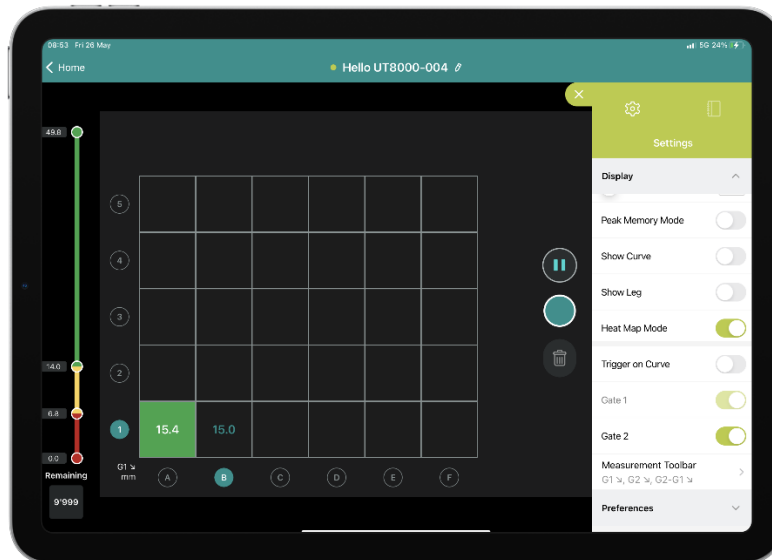 08:53 Fri 26 May
5G 24%
Home
Hello UT8000-004
Settings
Display
Peak Memory Mode
Show Curve
Show Leg
Heat Map Mode
Trigger on Curve
Gate 1
Gate 2
Measurement Toolbar
G1 ↘, G2 ↘, G2-G1 ↘
Preferences
49.8
14.0
6.8
0.0
Remaining
9'999
5
4
3
2
1 15.4 15.0
G1 ↘
mm
A B C D E F